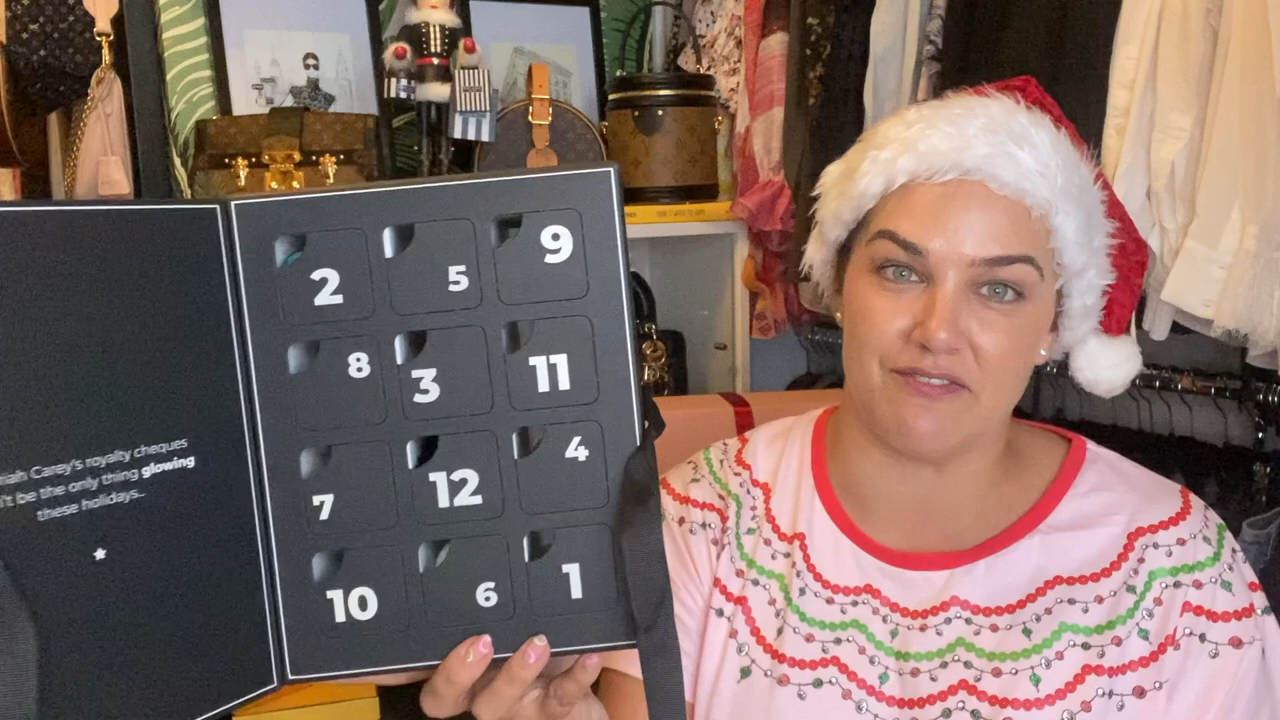 2 5 9
8 3 11
7 12 4
10 6 1
Carey's royalty cheques
be the only thing glowing
these holidays..